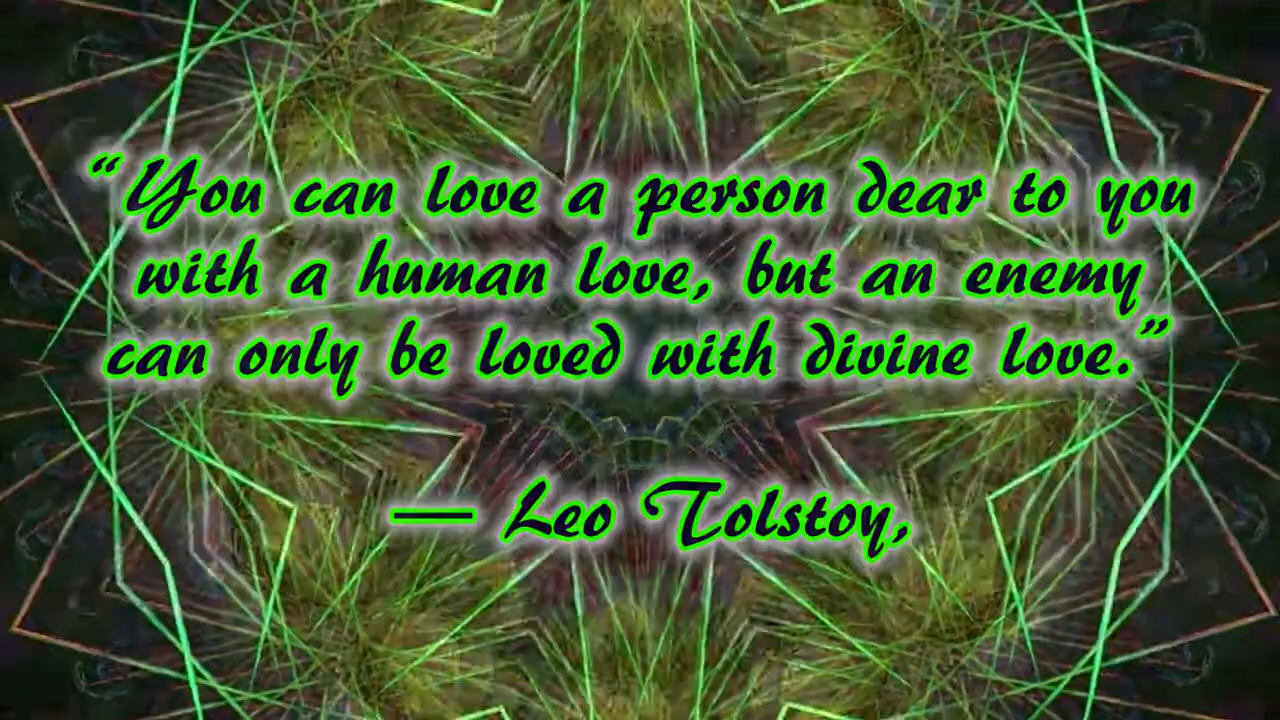 “You can love a person dear to you
with a human love, but an enemy
can only be loved with divine love.”
— Leo Tolstoy,